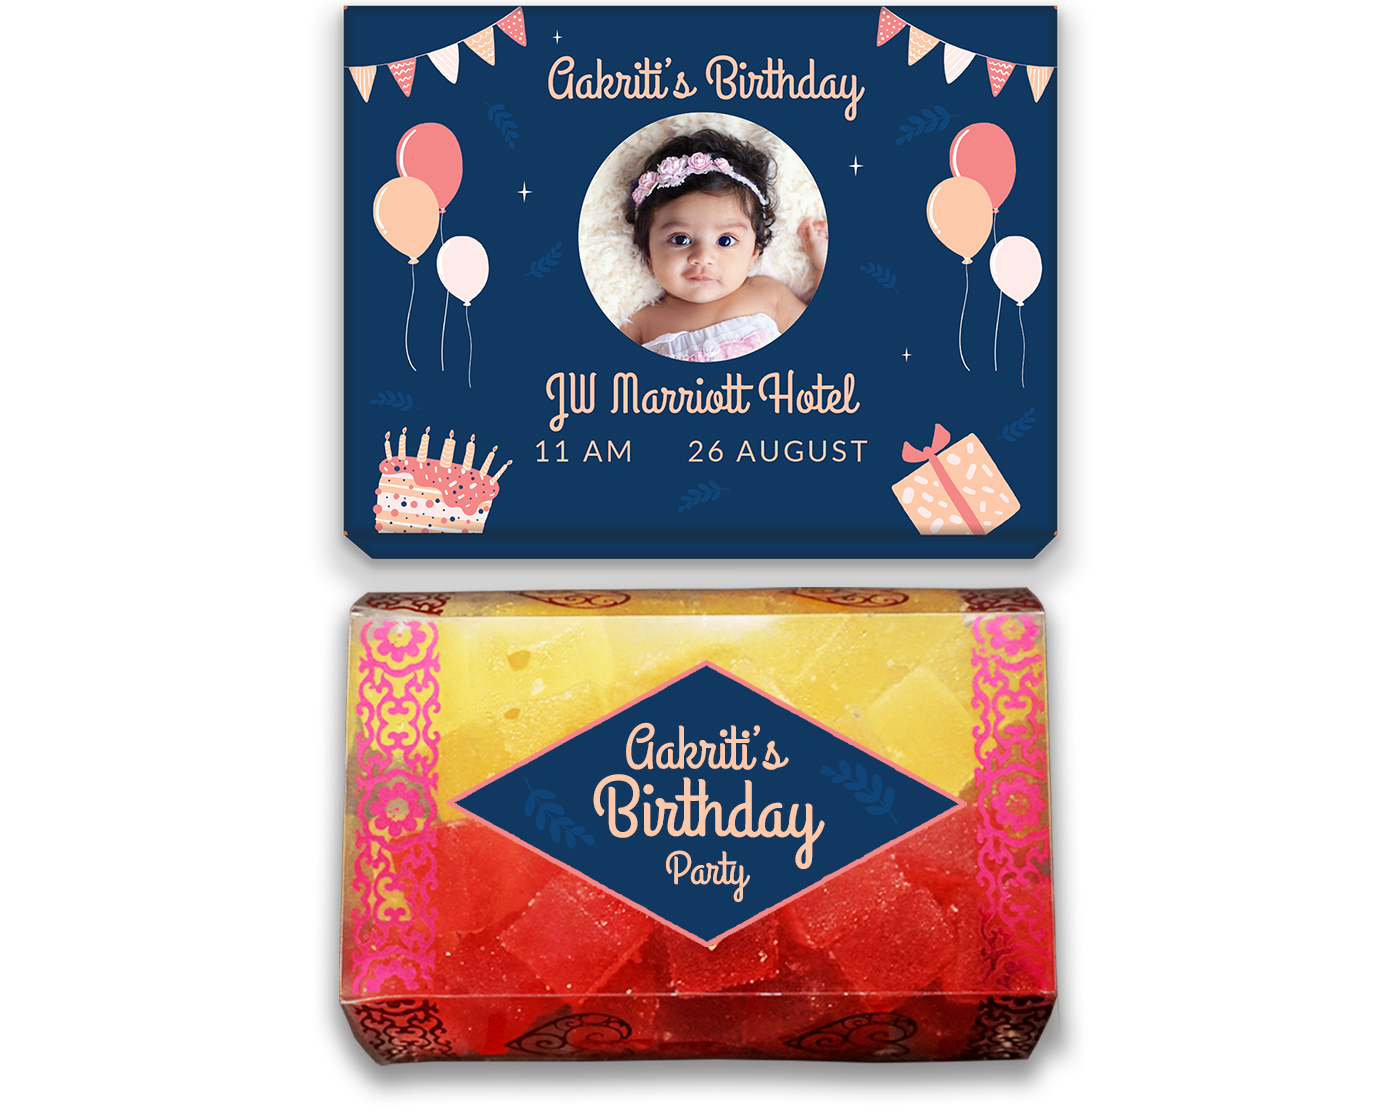 Aakriti's Birthday
JW Marriott Hotel
11 AM 26 AUGUST
Aakriti's
Birthday
Party